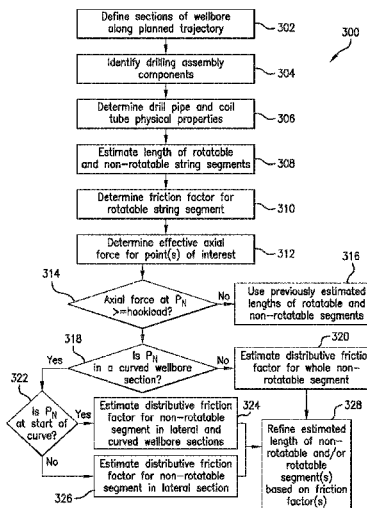 Define sections of wellbore
along planned trajectory
302
300
Identify drilling assembly
components
304
Determine drill pipe and coil
tube physical properties
306
Estimate length of rotatable
and non-rotatable string segments
308
Determine friction factor for
rotatable string segment
310
Determine effective axial
force for point(s) of interest
312
314
Axial force at PN
>=hookload?
No
316
Use previously estimated
lengths of rotatable and
non-rotatable segments
318
Yes
Is PN
in a curved wellbore
section?
No
320
Estimate distributive friction
factor for whole non-
rotatable segment
322
Is PN
at start of
curve?
Yes
Estimate distributive friction
factor for non-rotatable
segment in lateral and
curved wellbore sections
324
No
Estimate distributive friction
factor for non-rotatable
segment in lateral section
326
328
Refine estimated
length of non-
rotatable and/or rotatable
segment(s)
based on friction
factor(s)